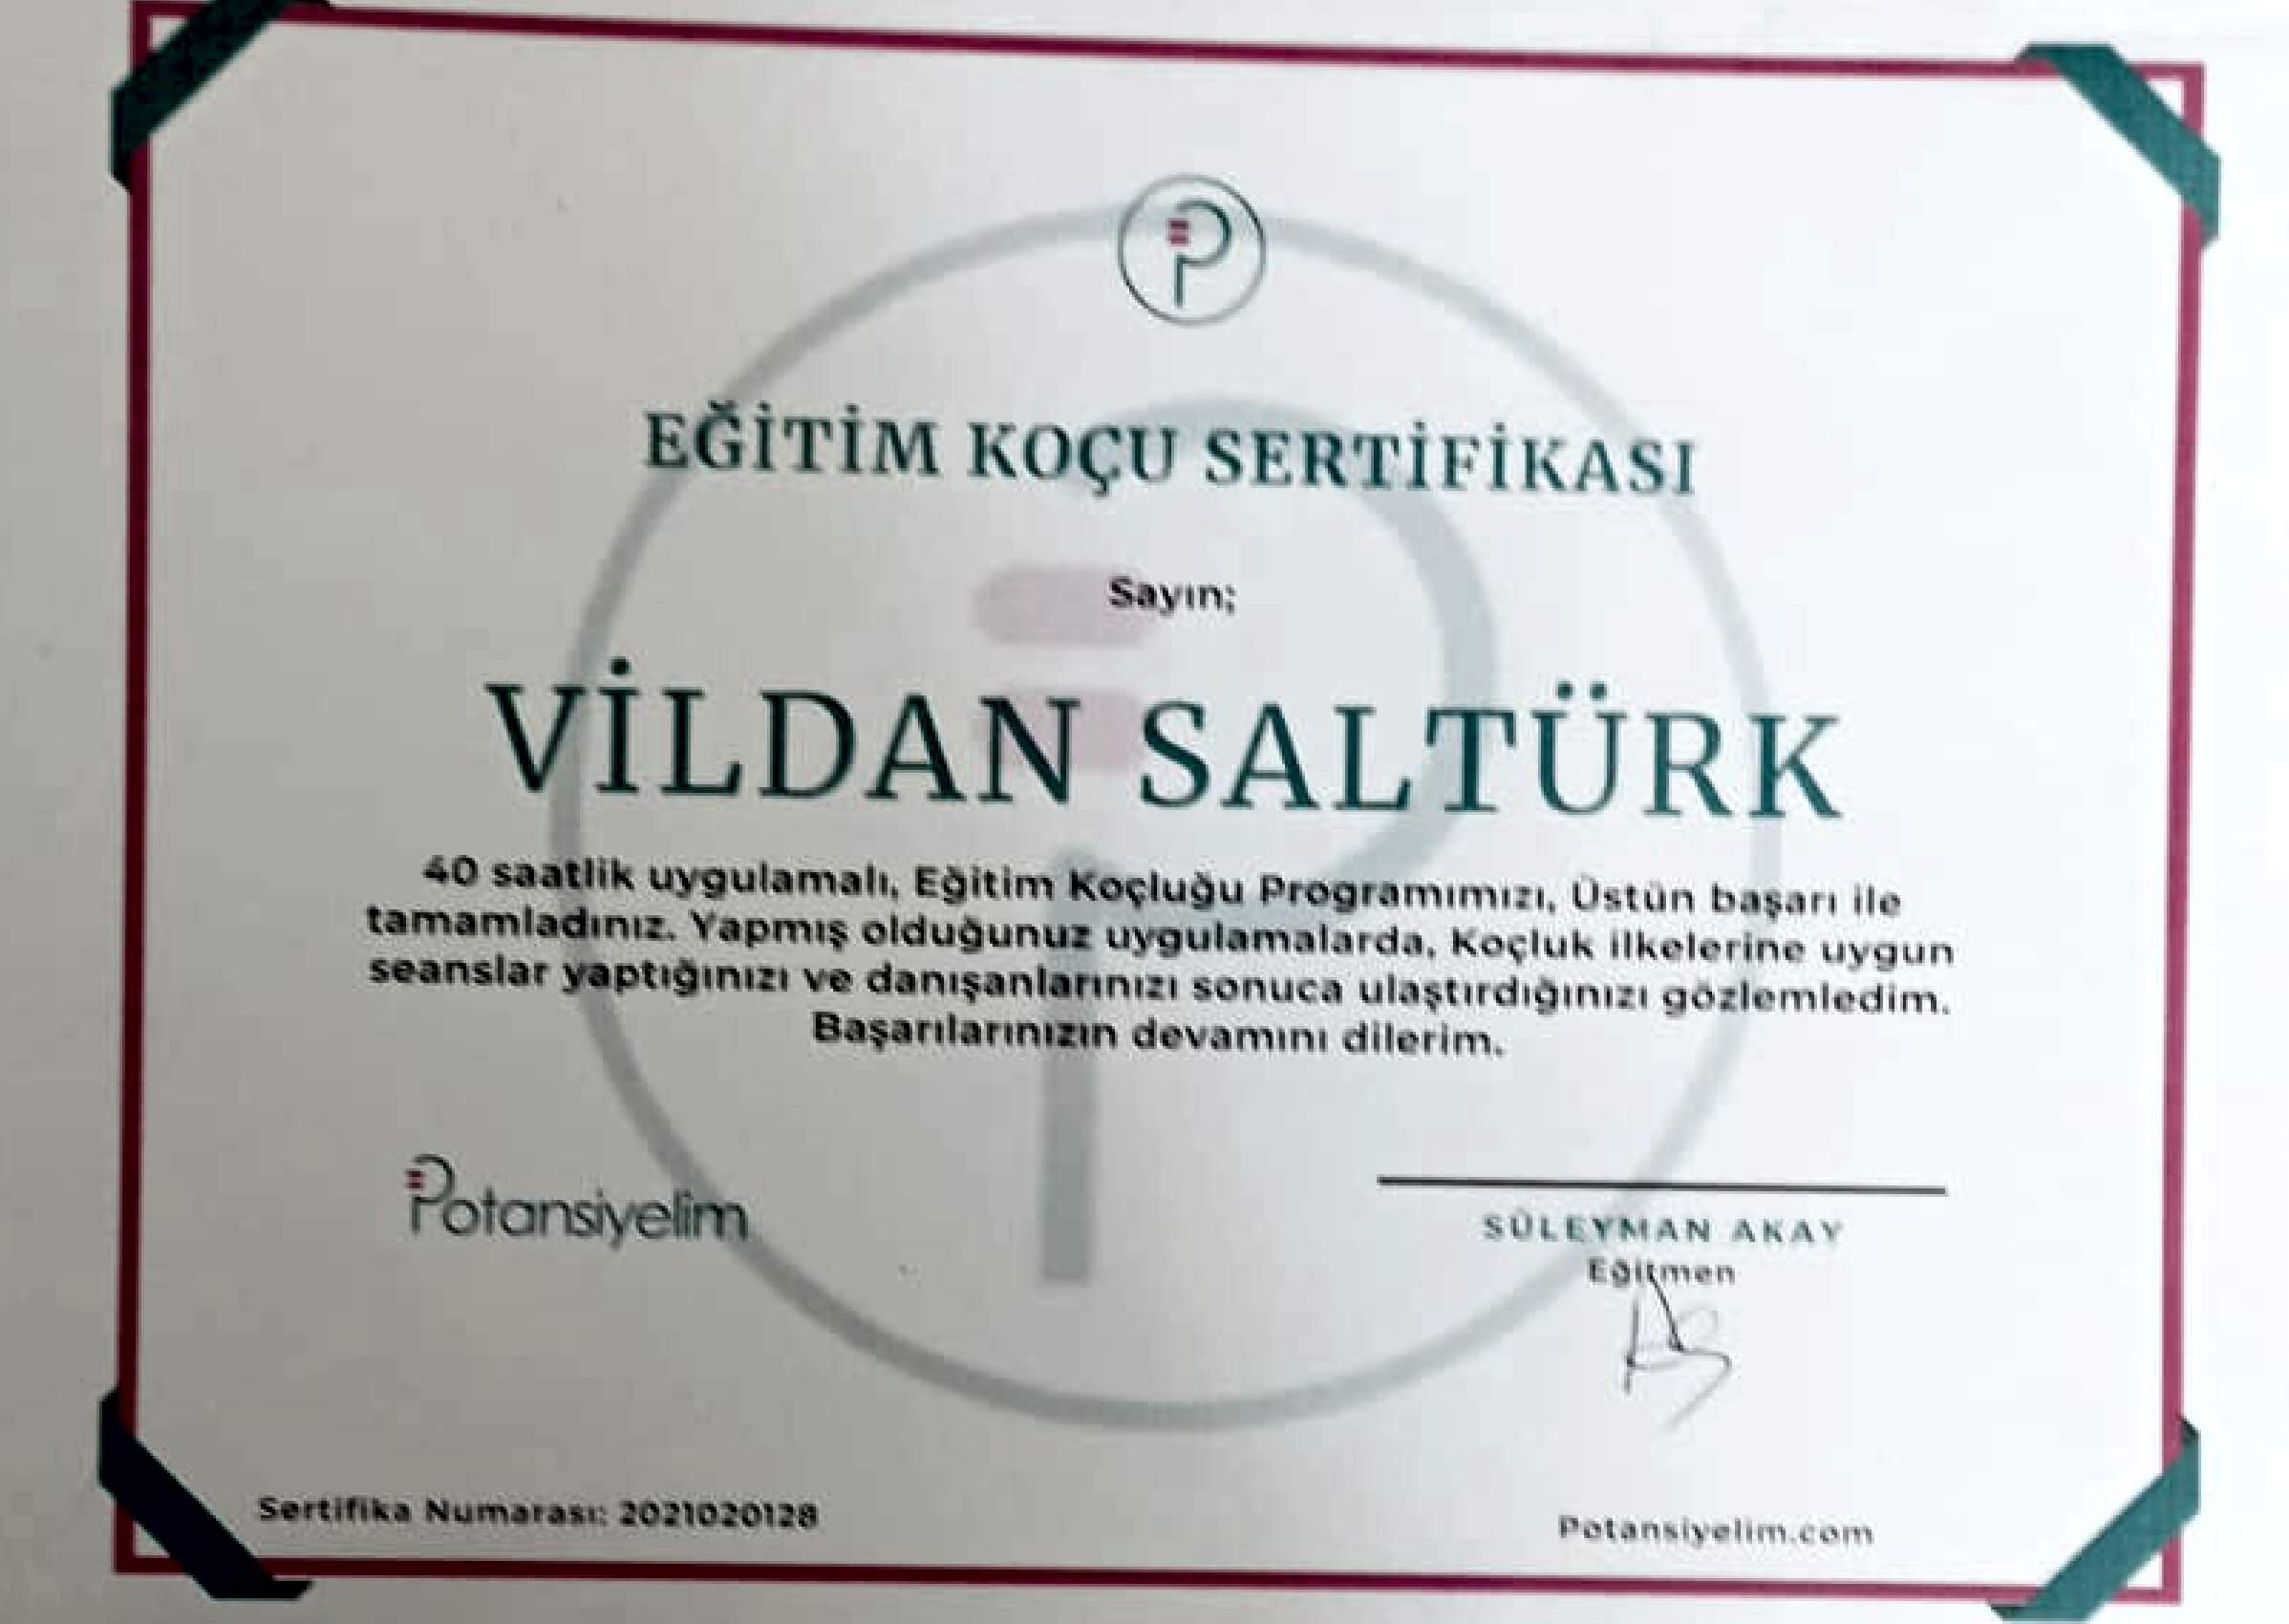 EĞİTİM KOÇU SERTİFİKASI
Sayın;
VİLDAN SALTÜRK
40 saatlik uygulamalı, Eğitim Koçluğu Programımızı, Üstün başarı ile
tamamladınız. Yapmış olduğunuz uygulamalarda, Koçluk ilkelerine uygun
seanslar yaptığınızı ve danışanlarınızı sonuca ulaştırdığınızı gözlemledim.
Başarılarınızın devamını dilerim.
Potansiyelim
SÜLEYMAN AKAY
Eğitmen
Sertifika Numarası: 2021020128
Potansiyelim.com